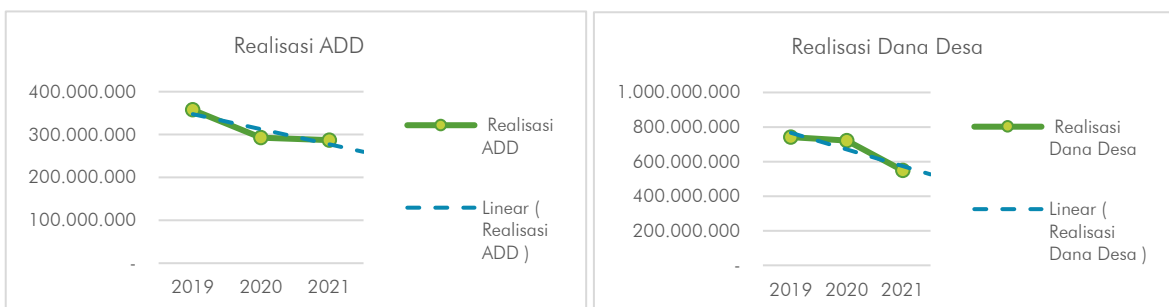 Realisasi ADD
400.000.000
300.000.000
200.000.000
100.000.000
-
2019 2020 2021
Realisasi
ADD
Linear (
Realisasi
ADD )
Realisasi Dana Desa
1.000.000.000
800.000.000
600.000.000
400.000.000
200.000.000
-
2019 2020 2021
Realisasi
Dana Desa
Linear (
Realisasi
Dana Desa )